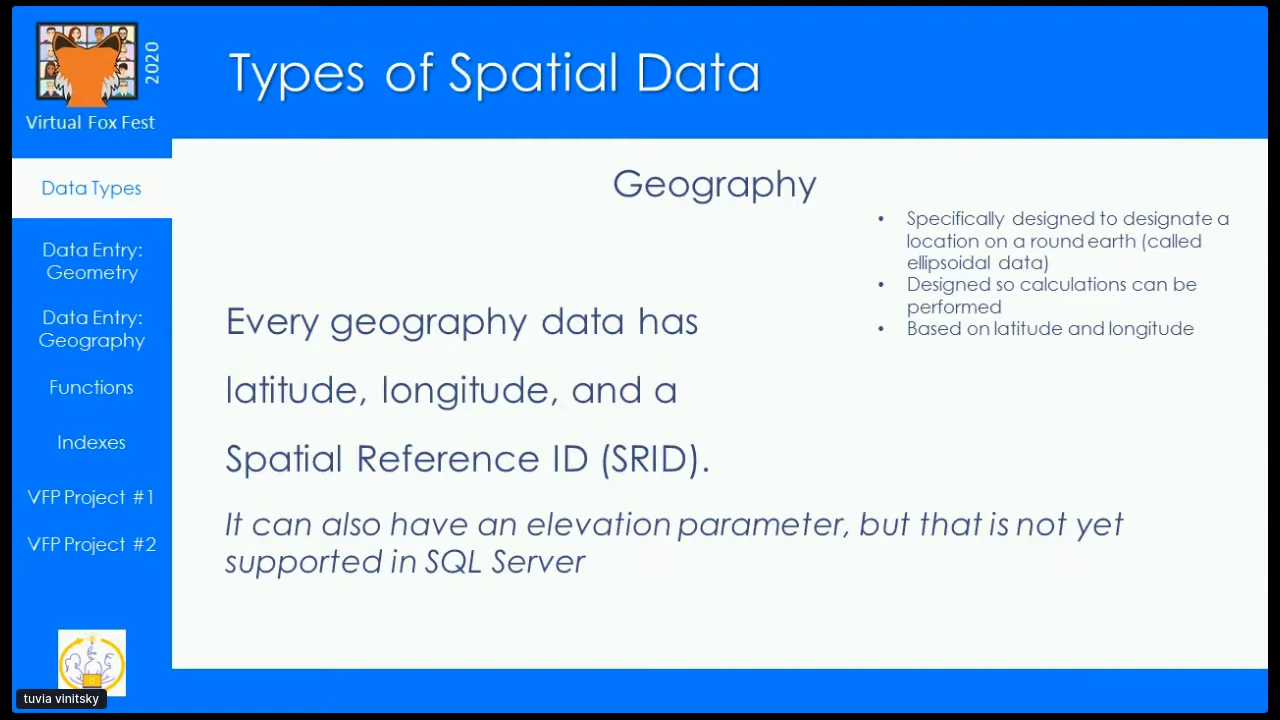 2020
Virtual Fox Fest
Types of Spatial Data
Data Types
Data Entry:
Geometry
Data Entry:
Geography
Functions
Indexes
VFP Project #1
VFP Project #2
Geography
• Specifically designed to designate a
location on a round earth (called
ellipsoidal data)
• Designed so calculations can be
performed
• Based on latitude and longitude
Every geography data has
latitude, longitude, and a
Spatial Reference ID (SRID).
It can also have an elevation parameter, but that is not yet
supported in SQL Server
tuvia vinitsky